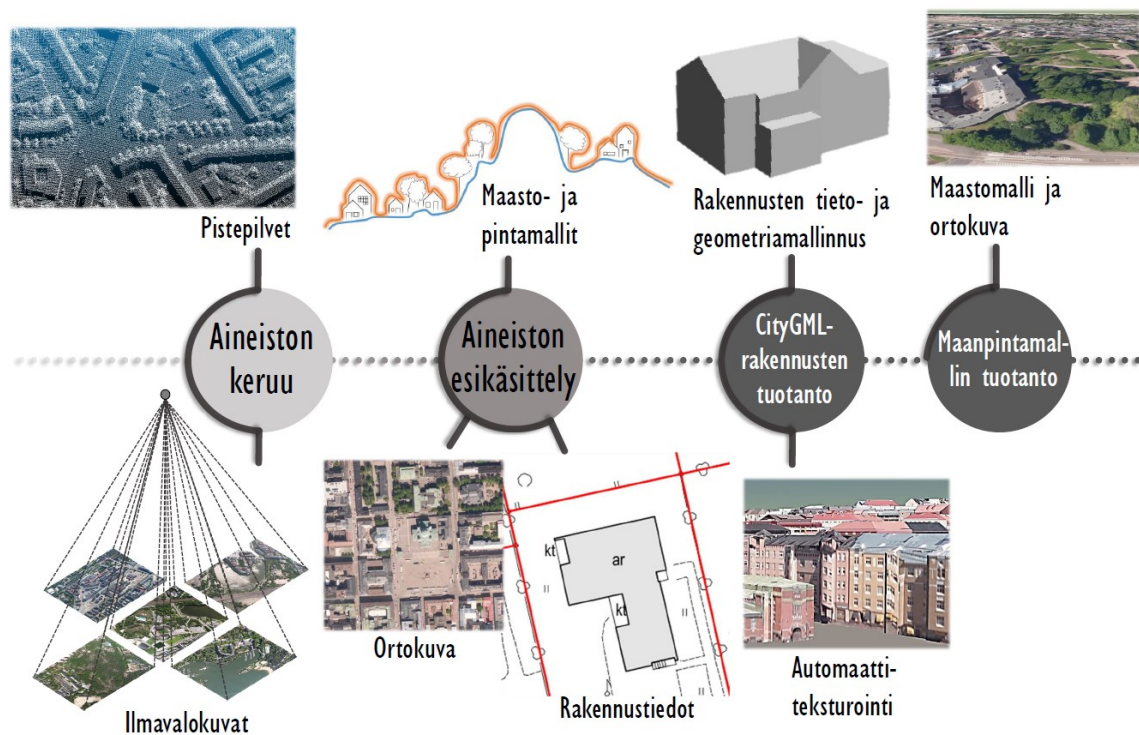 Pistepilvet
Maasto- ja
pintamallit
Rakennusten tieto- ja
geometriamallinnus
Maastomalli ja
ortokuva
Aineiston
keruu
Aineiston
esikäsittely
CityGML-
rakennusten
tuotanto
Maanpintamal-
lin tuotanto
Ilmavalokuvat
Ortokuva
kt
ar
kt
Rakennustiedot
Automaatti-
teksturointi